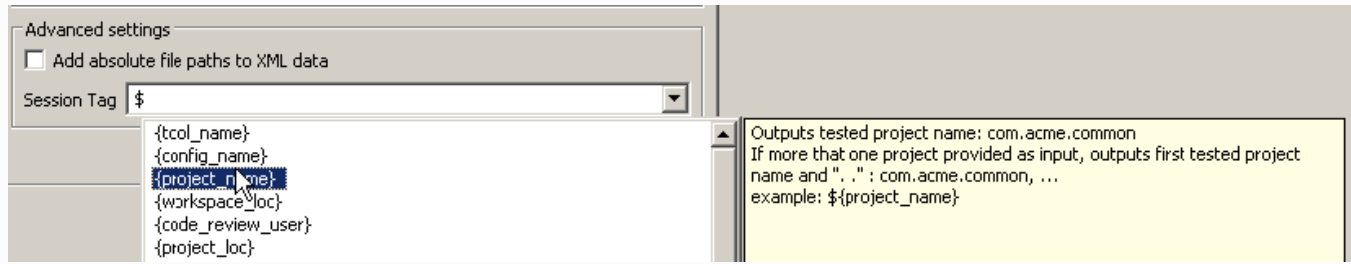 Advanced settings
Add absolute file paths to XML data
Session Tag $
{tcol_name}
{config_name}
{project_name}
{workspace_loc}
{code_review_user}
{project_loc}
Outputs tested project name: com.acme.common
If more that one project provided as input, outputs first tested project
name and ". ." : com.acme.common, ...
example: ${project_name}